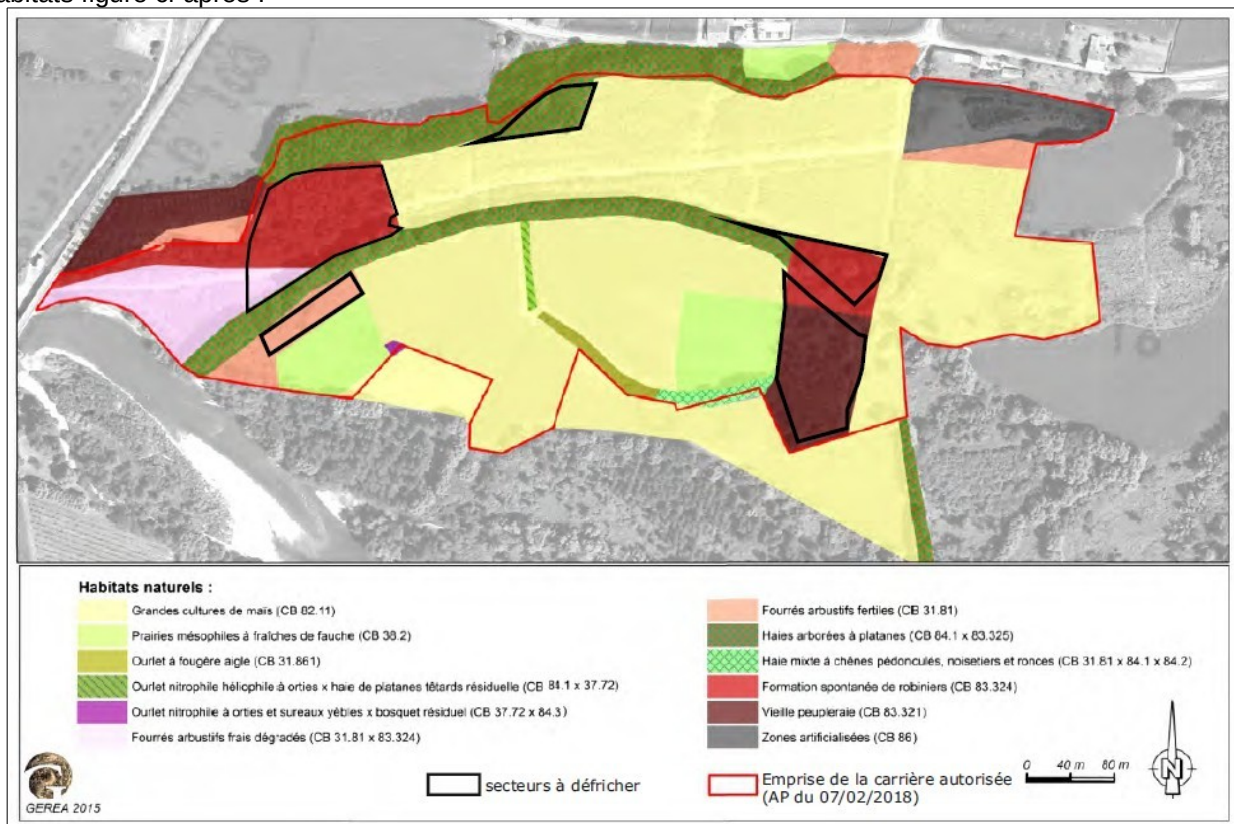 abitats figure ci-après :
Habitats naturels :
Grandes cultures de maïs (CB 82.11)
Prairies mésophiles à fraîches de fauche (CB 38.2)
Ourlet à fougère aigle (CB 31.861)
Ourlet nitrophile héliophile à orties x haie de platanes têtards résiduelle (CB 84.1 x 37.72)
Ourlet nitrophile à orties et sureaux yèbles x bosquet résiduel (CB 37.72 x 84.3)
Fourrés arbustifs frais dégradés (CB 31.81 x 83.324)
Fourrés arbustifs fertiles (CB 31.81)
Haies arborées à platanes (CB 84.1 x 83.325)
Haie mixte à chênes pédonculés, noisetiers et ronces (CB 31.81 x 84.1 x 84.2)
Formation spontanée de robiniers (CB 83.324)
Vieille peupleraie (CB 83.321)
Zones artificialisées (CB 86)
secteurs à défricher
Emprise de la carrière autorisée
(AP du 07/02/2018)
0 40 m 80 m
N
GEREA 2015